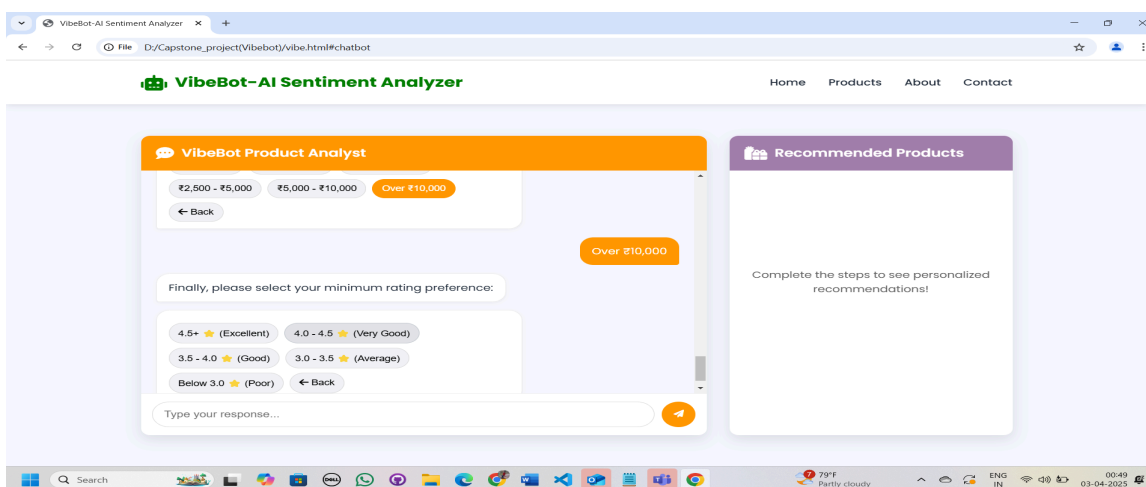 VibeBot-AI Sentiment Analyzer
File D:/Capstone_project(Vibebot)/vibe.html#chatbot
VibeBot-AI Sentiment Analyzer Home Products About Contact
VibeBot Product Analyst
₹2,500 - ₹5,000 ₹5,000 - ₹10,000 Over ₹10,000
← Back
Over ₹10,000
Finally, please select your minimum rating preference:
4.5+ ⭐ (Excellent) 4.0 - 4.5 ⭐ (Very Good)
3.5 - 4.0 ⭐ (Good) 3.0 - 3.5 ⭐ (Average)
Below 3.0 ⭐ (Poor) ← Back
Type your response...
Recommended Products
Complete the steps to see personalized
recommendations!
Search
DELL
9
79°F
Partly cloudy
ENG
IN
00:49
03-04-2025